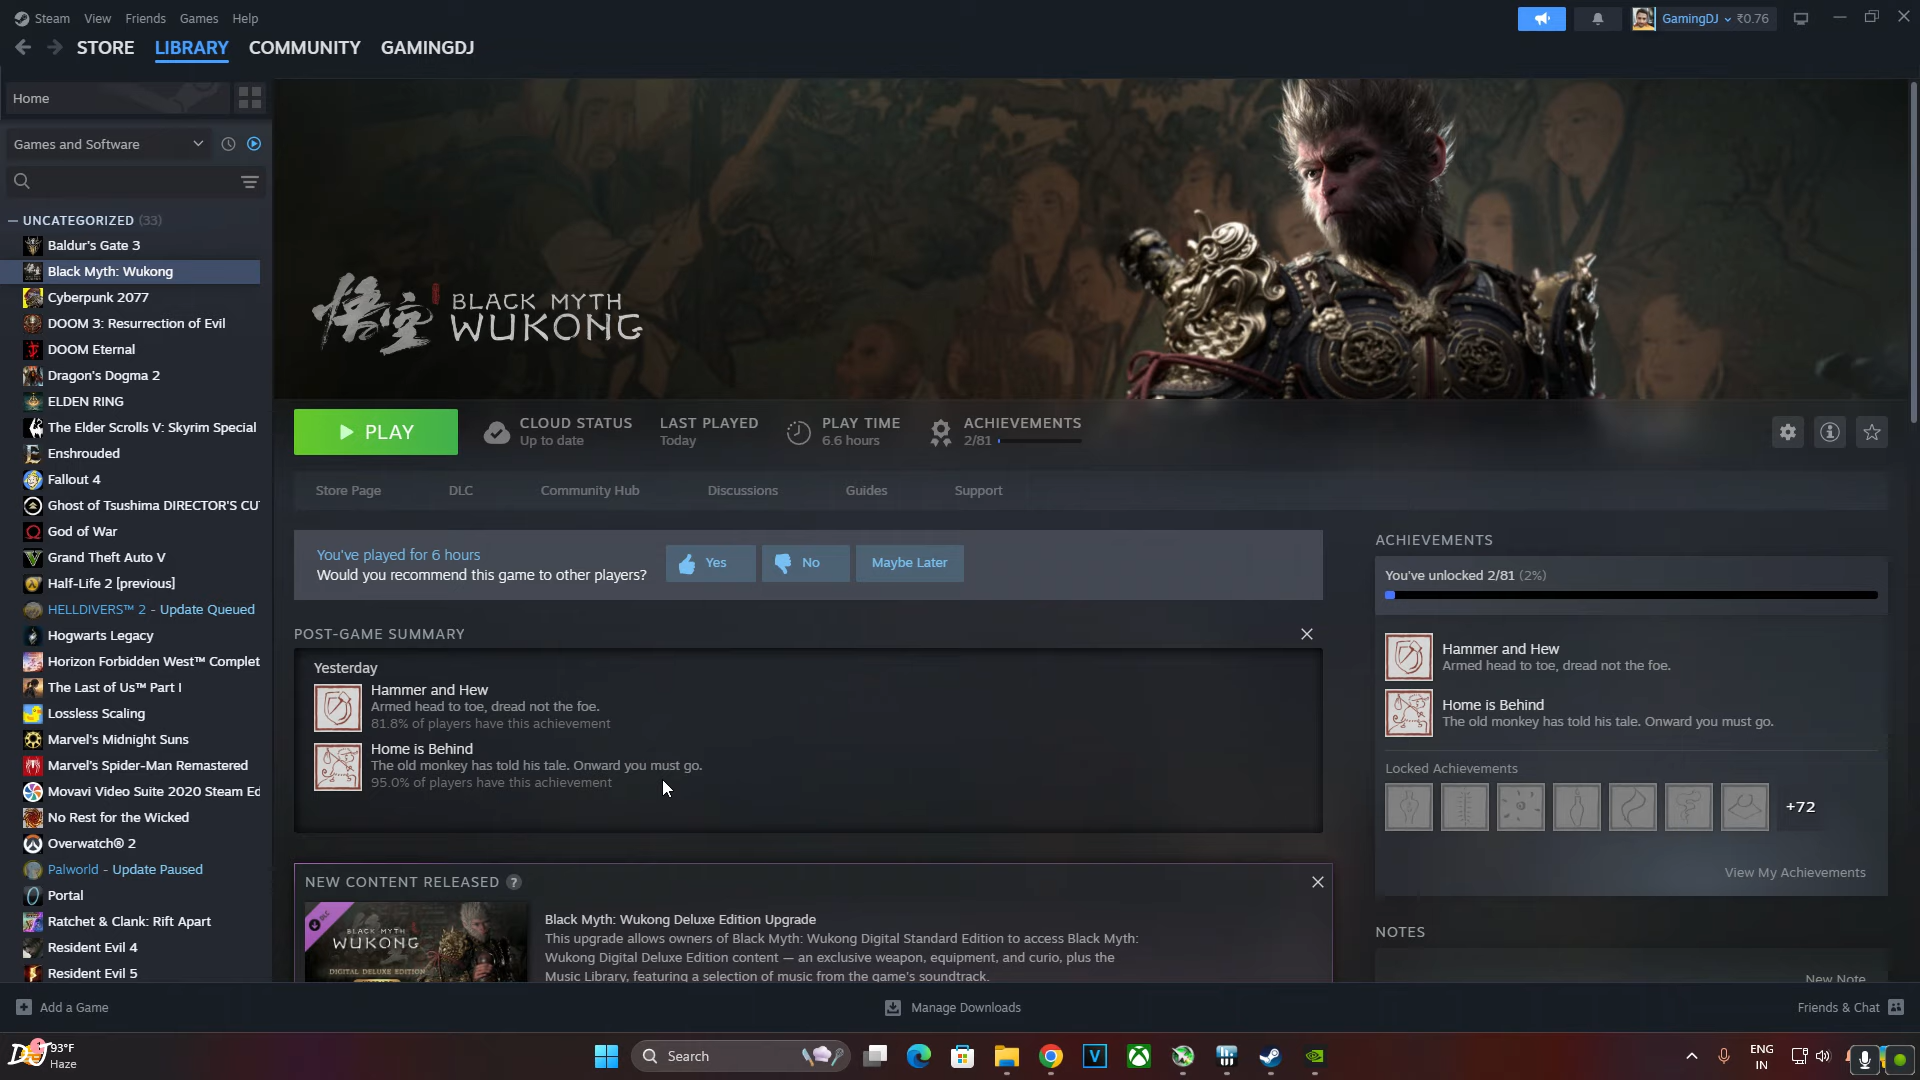 Steam View Friends Games Help
GamingDJ ₹0.76
STORE LIBRARY COMMUNITY GAMINGDJ
Home
Games and Software
UNCATEGORIZED (33)
Baldur's Gate 3
Black Myth: Wukong
Cyberpunk 2077
DOOM 3: Resurrection of Evil
DOOM Eternal
Dragon's Dogma 2
ELDEN RING
The Elder Scrolls V: Skyrim Special
Enshrouded
Fallout 4
Ghost of Tsushima DIRECTOR'S CU
God of War
Grand Theft Auto V
Half-Life 2 [previous]
HELLDIVERS™ 2 - Update Queued
Hogwarts Legacy
Horizon Forbidden West™ Complet
The Last of Us™ Part I
Lossless Scaling
Marvel's Midnight Suns
Marvel's Spider-Man Remastered
Movavi Video Suite 2020 Steam Ed
No Rest for the Wicked
Overwatch® 2
Palworld - Update Paused
Portal
Ratchet & Clank: Rift Apart
Resident Evil 4
Resident Evil 5
悟空 BLACK MYTH
WUKONG
PLAY
CLOUD STATUS
Up to date
LAST PLAYED
Today
PLAY TIME
6.6 hours
ACHIEVEMENTS
2/81
Store Page DLC Community Hub Discussions Guides Support
You've played for 6 hours
Would you recommend this game to other players?
Yes No Maybe Later
POST-GAME SUMMARY
Yesterday
Hammer and Hew
Armed head to toe, dread not the foe.
81.8% of players have this achievement
Home is Behind
The old monkey has told his tale. Onward you must go.
95.0% of players have this achievement
NEW CONTENT RELEASED ?
DLC
BLACK MYTH
WUKONG
DIGITAL DELUXE EDITION
Black Myth: Wukong Deluxe Edition Upgrade
This upgrade allows owners of Black Myth: Wukong Digital Standard Edition to access Black Myth:
Wukong Digital Deluxe Edition content — an exclusive weapon, equipment, and curio, plus the
Music Library, featuring a selection of music from the game's soundtrack.
ACHIEVEMENTS
You've unlocked 2/81 (2%)
Hammer and Hew
Armed head to toe, dread not the foe.
Home is Behind
The old monkey has told his tale. Onward you must go.
Locked Achievements
+72
View My Achievements
NOTES
New Note
Add a Game
Manage Downloads
Friends & Chat
DJ
93°F
Haze
Search
V
ENG
IN